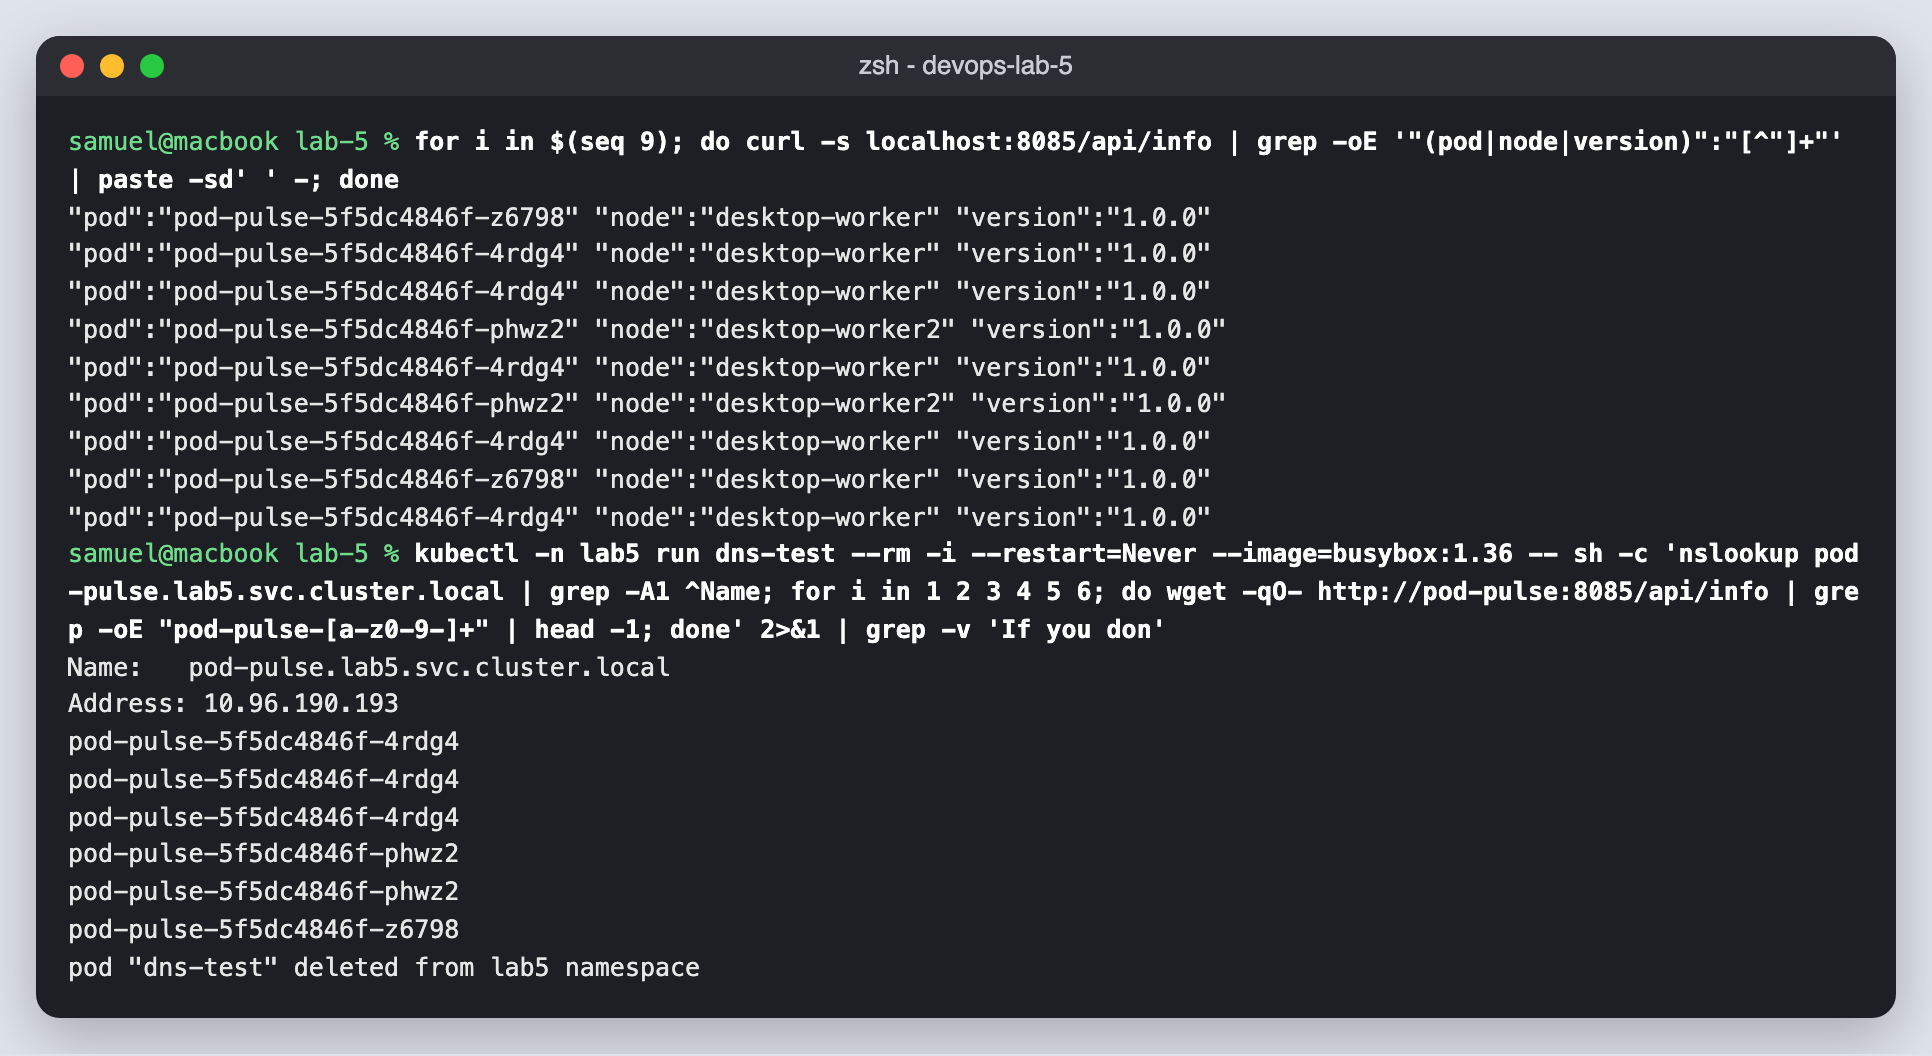 zsh - devops-lab-5
samuel@macbook lab-5 % for i in $(seq 9); do curl -s localhost:8085/api/info | grep -oE '"(pod|node|version)":"[^"]+"'
| paste -sd' ' -; done
"pod":"pod-pulse-5f5dc4846f-z6798" "node":"desktop-worker" "version":"1.0.0"
"pod":"pod-pulse-5f5dc4846f-4rdg4" "node":"desktop-worker" "version":"1.0.0"
"pod":"pod-pulse-5f5dc4846f-4rdg4" "node":"desktop-worker" "version":"1.0.0"
"pod":"pod-pulse-5f5dc4846f-phwz2" "node":"desktop-worker2" "version":"1.0.0"
"pod":"pod-pulse-5f5dc4846f-4rdg4" "node":"desktop-worker" "version":"1.0.0"
"pod":"pod-pulse-5f5dc4846f-phwz2" "node":"desktop-worker2" "version":"1.0.0"
"pod":"pod-pulse-5f5dc4846f-4rdg4" "node":"desktop-worker" "version":"1.0.0"
"pod":"pod-pulse-5f5dc4846f-z6798" "node":"desktop-worker" "version":"1.0.0"
"pod":"pod-pulse-5f5dc4846f-4rdg4" "node":"desktop-worker" "version":"1.0.0"
samuel@macbook lab-5 % kubectl -n lab5 run dns-test --rm -i --restart=Never --image=busybox:1.36 -- sh -c 'nslookup pod
-pulse.lab5.svc.cluster.local | grep -A1 ^Name; for i in 1 2 3 4 5 6; do wget -qO- http://pod-pulse:8085/api/info | gre
p -oE "pod-pulse-[a-z0-9-]+" | head -1; done' 2>&1 | grep -v 'If you don'
Name:   pod-pulse.lab5.svc.cluster.local
Address: 10.96.190.193
pod-pulse-5f5dc4846f-4rdg4
pod-pulse-5f5dc4846f-4rdg4
pod-pulse-5f5dc4846f-4rdg4
pod-pulse-5f5dc4846f-phwz2
pod-pulse-5f5dc4846f-phwz2
pod-pulse-5f5dc4846f-z6798
pod "dns-test" deleted from lab5 namespace